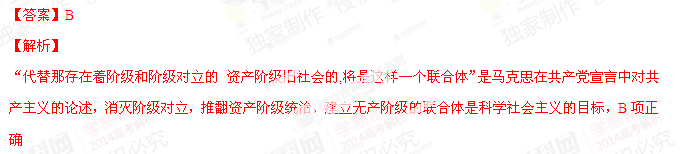 【答案】B
【解析】
“代替那存在着阶级和阶级对立的 资产阶级旧社会的,将是这样一个联合体”是马克思在共产党宣言中对共
产主义的论述，消灭阶级对立，推翻资产阶级统治．建立无产阶级的联合体是科学社会主义的目标，B 项正
确